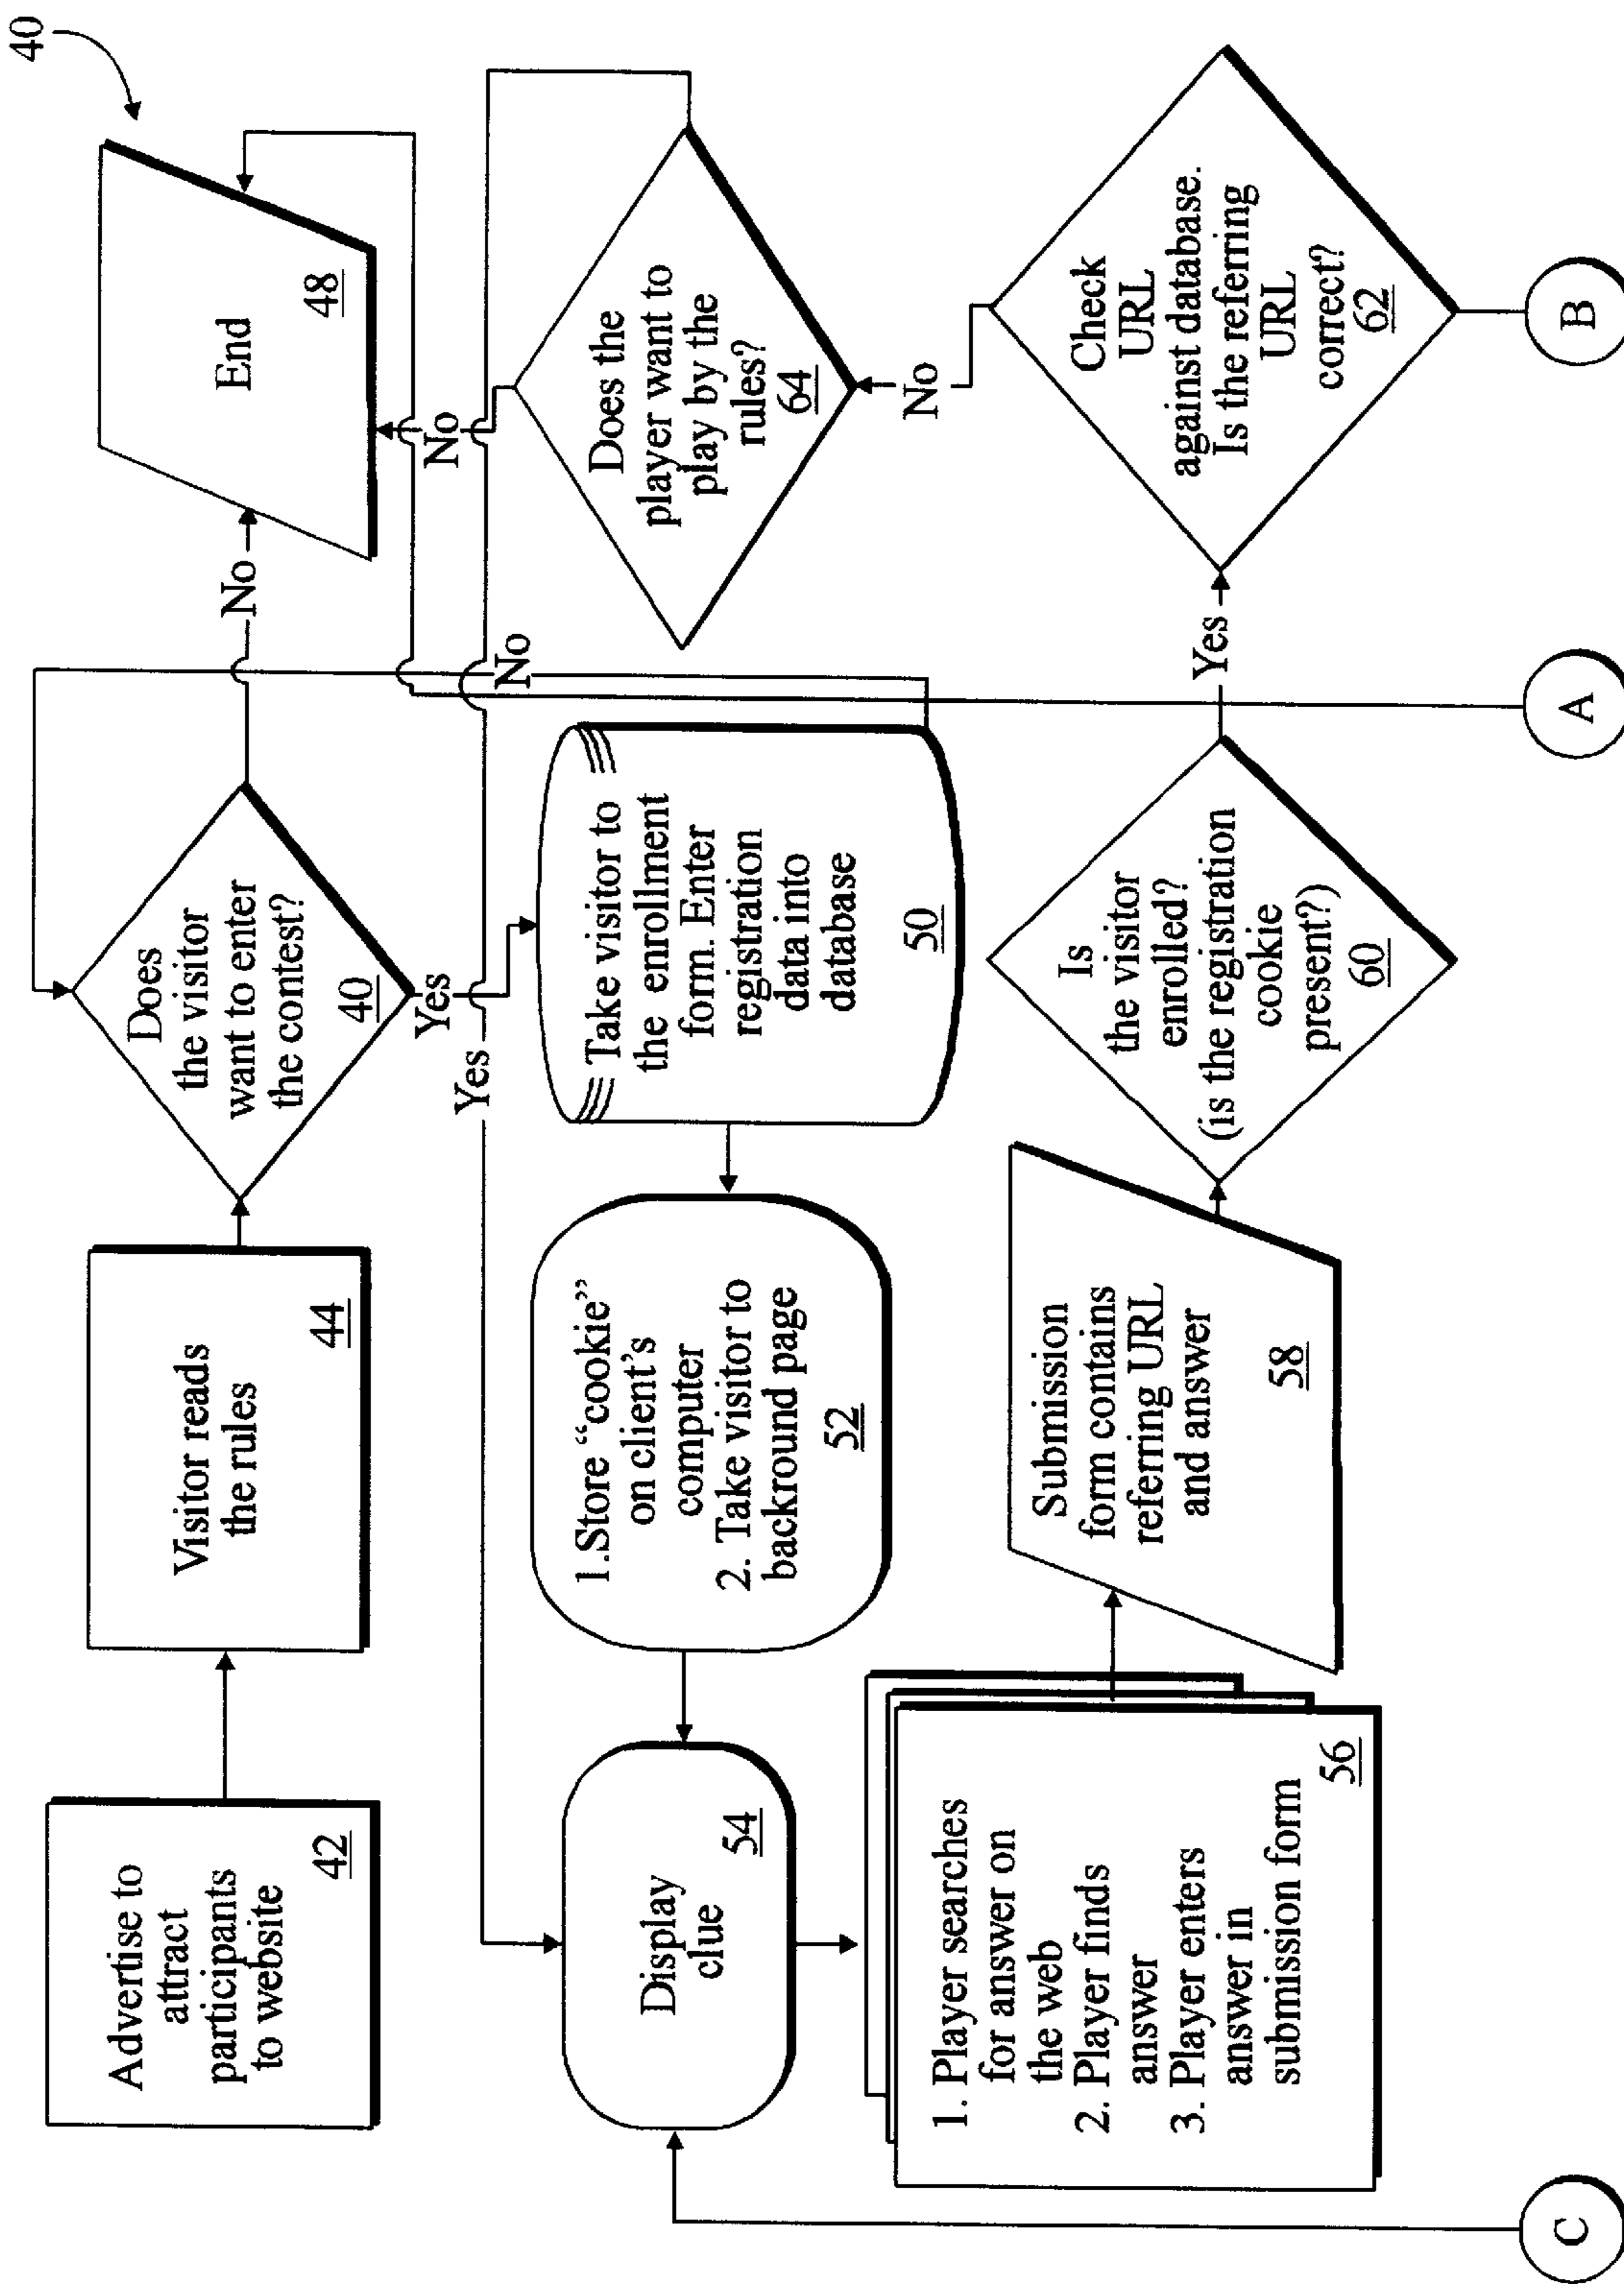 40
Advertise to
attract
participants
to website
42
Visitor reads
the rules
44
Does
the visitor
want to enter
the contest?
40
No
End
48
Yes
No
Yes
No
Display
clue
54
1.Store “cookie”
on client's
computer
2. Take visitor to
backround page
52
Take visitor to
the enrollment
form. Enter
registration
data into
database
50
Does the
player want to
play by the
rules?
64
No
1. Player searches
for answer on
the web
2. Player finds
answer
3. Player enters
answer in
submission form
56
Submission
form contains
referring URL
and answer
58
Is
the visitor
enrolled?
(is the registration
cookie
present?)
60
Yes
Check
URL
against database.
Is the referring
URL
correct?
62
C
A
B